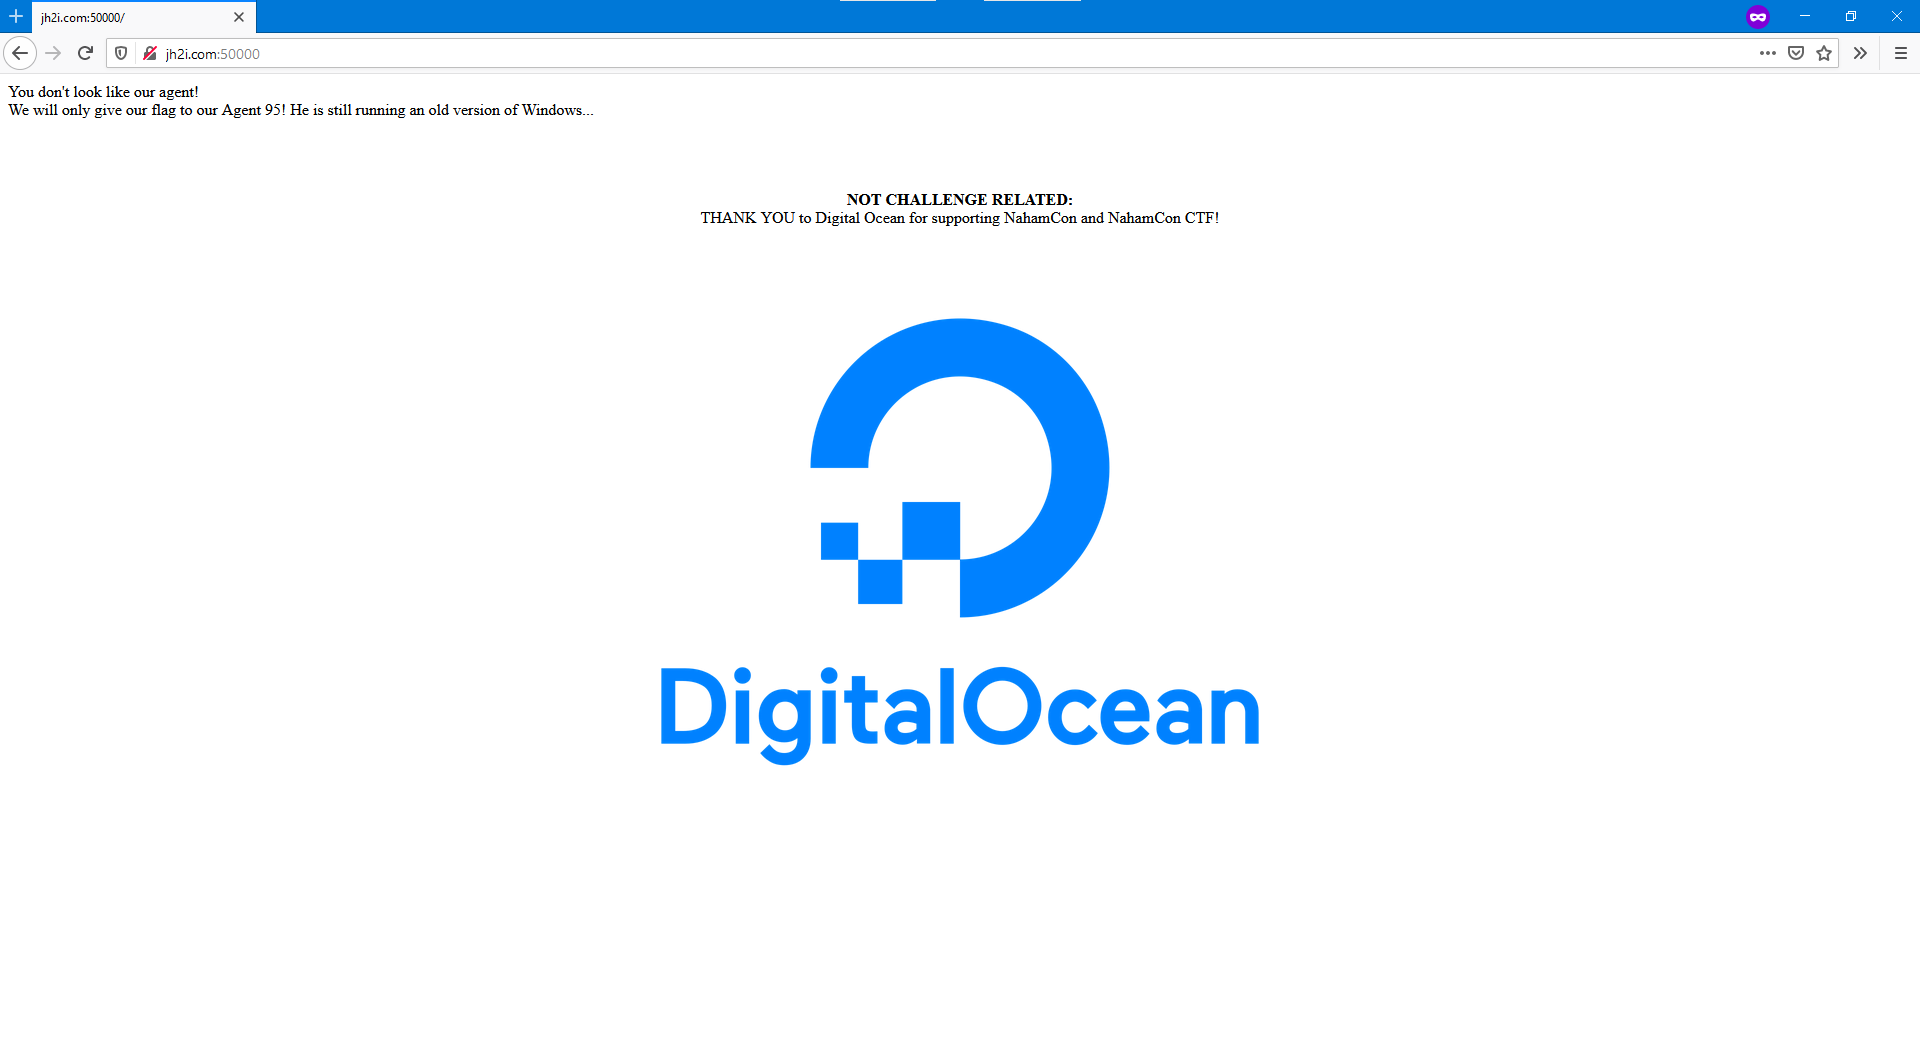 jh2i.com:50000/
jh2i.com:50000
You don't look like our agent!
We will only give our flag to our Agent 95! He is still running an old version of Windows...
NOT CHALLENGE RELATED:
THANK YOU to Digital Ocean for supporting NahamCon and NahamCon CTF!
DigitalOcean